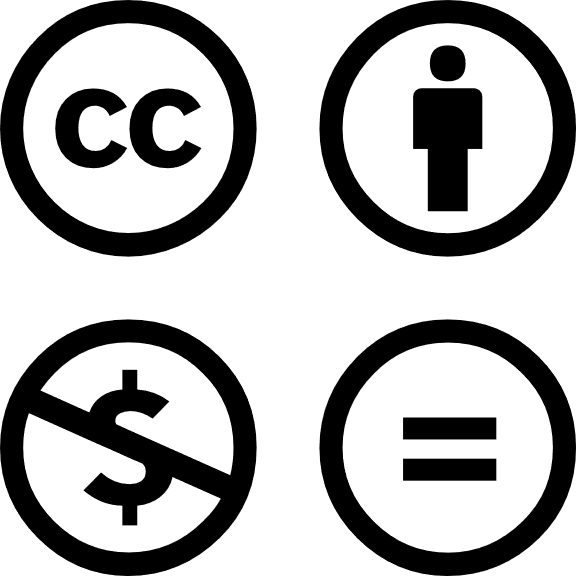 cc
$
=